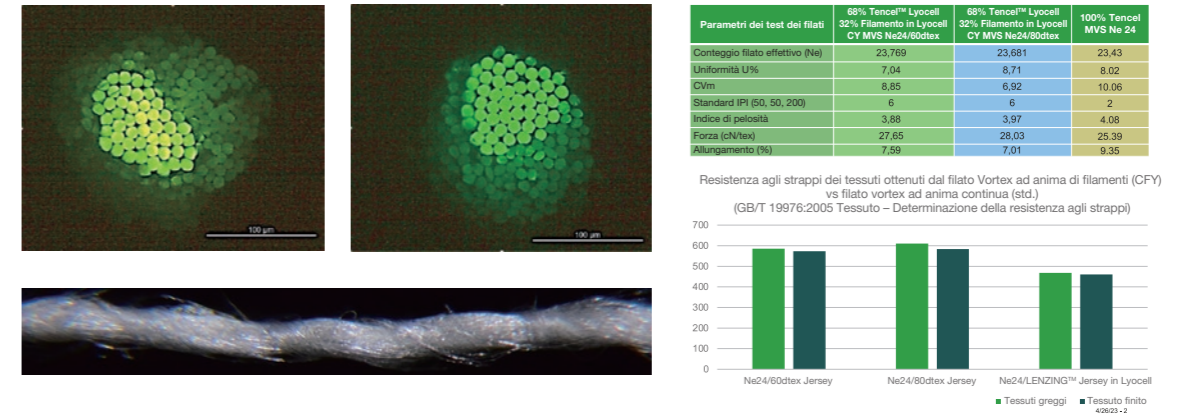 100 µm
100 µm
Parametri dei test dei filati
68% Tencel™ Lyocell
32% Filamento in Lyocell
CY MVS Ne24/60dtex
68% Tencel™ Lyocell
32% Filamento in Lyocell
CY MVS Ne24/80dtex
100% Tencel
MVS Ne 24
Conteggio filato effettivo (Ne) 23,769 23,681 23,43
Uniformità U% 7,04 8,71 8.02
CVm 8,85 6,92 10.06
Standard IPI (50, 50, 200) 6 6 2
Indice di pelosità 3,88 3,97 4.08
Forza (cN/tex) 27,65 28,03 25.39
Allungamento (%) 7,59 7,01 9.35
Resistenza agli strappi dei tessuti ottenuti dal filato Vortex ad anima di filamenti (CFY)
vs filato vortex ad anima continua (std.)
(GB/T 19976:2005 Tessuto – Determinazione della resistenza agli strappi)
700
600
500
400
300
200
100
0
Ne24/60dtex Jersey Ne24/80dtex Jersey Ne24/LENZING™ Jersey in Lyocell
Tessuti greggi Tessuto finito
4/26/23 - 2